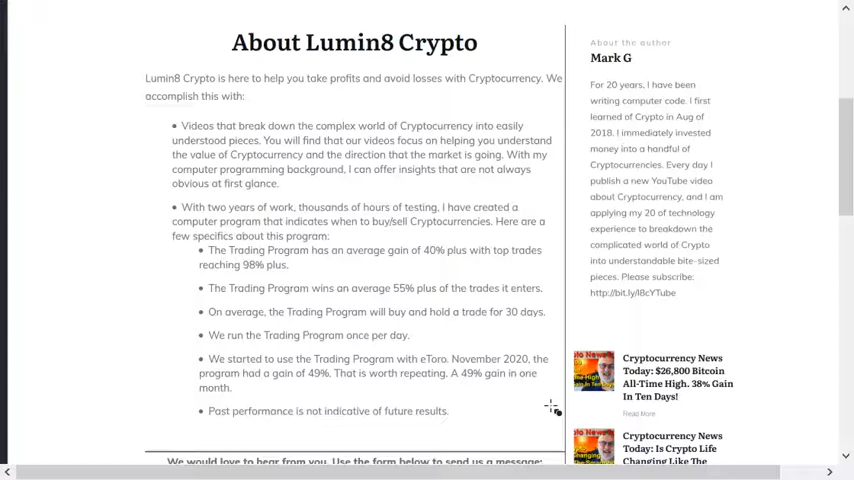 About Lumin8 Crypto
Lumin8 Crypto is here to help you take profits and avoid losses with Cryptocurrency. We
accomplish this with:
• Videos that break down the complex world of Cryptocurrency into easily
understood pieces. You will find that our videos focus on helping you understand
the value of Cryptocurrency and the direction that the market is going. With my
computer programming background, I can offer insights that are not always
obvious at first glance.
• With two years of work, thousands of hours of testing, I have created a
computer program that indicates when to buy/sell Cryptocurrencies. Here are a
few specifics about this program:
• The Trading Program has an average gain of 40% plus with top trades
reaching 98% plus.
• The Trading Program wins an average 55% plus of the trades it enters.
• On average, the Trading Program will buy and hold a trade for 30 days.
• We run the Trading Program once per day.
• We started to use the Trading Program with eToro. November 2020, the
program had a gain of 49%. That is worth repeating. A 49% gain in one
month.
• Past performance is not indicative of future results.
We would love to hear from you. Use the form below to send us a message:
About the author
Mark G
For 20 years, I have been
writing computer code. I first
learned of Crypto in Aug of
2018. I immediately invested
money into a handful of
Cryptocurrencies. Every day I
publish a new YouTube video
about Cryptocurrency, and I am
applying my 20 of technology
experience to breakdown the
complicated world of Crypto
into understandable bite-sized
pieces. Please subscribe:
http://bit.ly/l8cYTube
Cryptocurrency News
Today: $26,800 Bitcoin
All-Time High. 38% Gain
In Ten Days!
Read More
Cryptocurrency News
Today: Is Crypto Life
Changing Like The